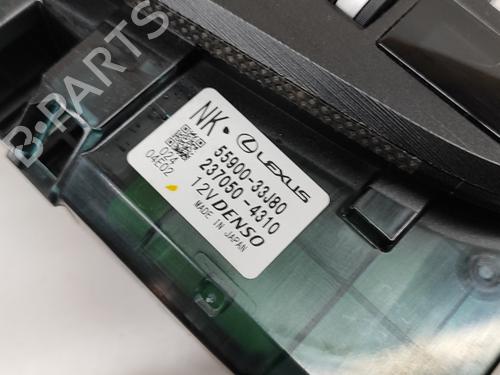 NK• LEXUS
55900-33J80
237050-4310
12V DENSO
MADE IN JAPAN
024
04E02
B-PARTS